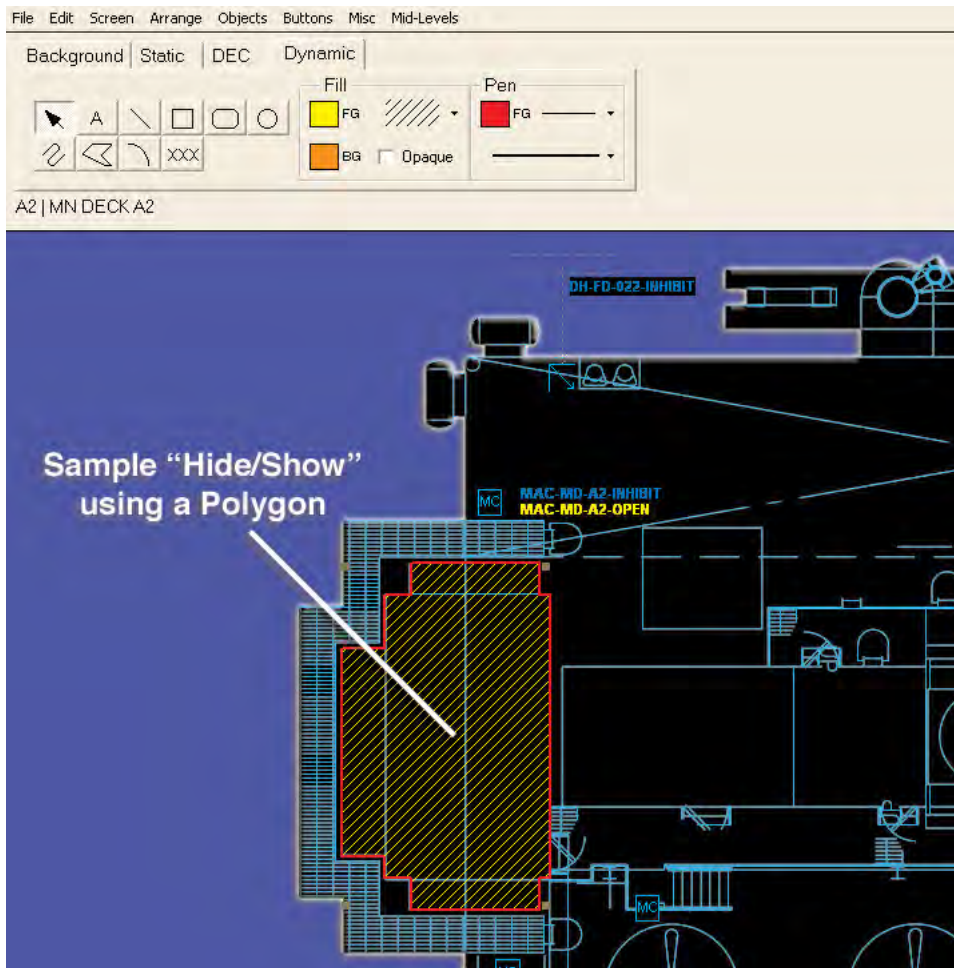 File Edit Screen Arrange Objects Buttons Misc Mid-Levels
Background Static DEC Dynamic
Fill Pen
A FG FG
XXX BG Opaque
A2 | MN DECK A2
DH-FD-022-INHIBIT
Sample “Hide/Show”
using a Polygon
MC MAC-MD-A2-INHIBIT
MAC-MD-A2-OPEN
MC
MC